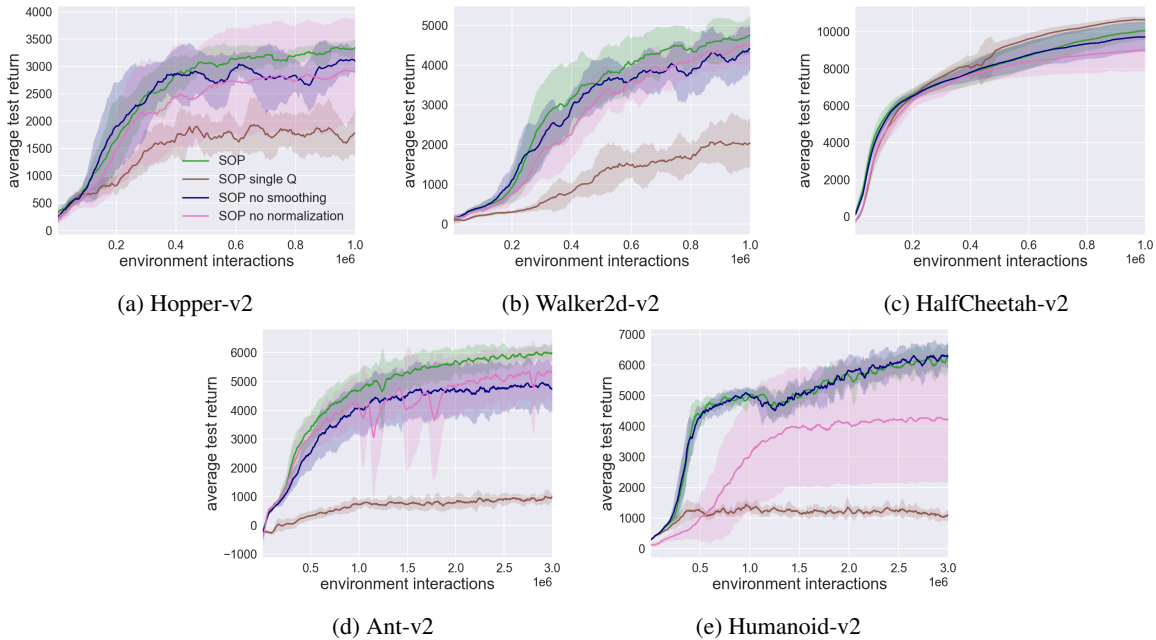 4000
3500
3000
2500
2000
1500
1000
500
0
average test return
SOP
SOP single Q
SOP no smoothing
SOP no normalization
0.2 0.4 0.6 0.8 1.0
environment interactions 1e6
(a) Hopper-v2
5000
4000
3000
2000
1000
0
average test return
0.2 0.4 0.6 0.8 1.0
environment interactions 1e6
(b) Walker2d-v2
10000
8000
6000
4000
2000
0
average test return
0.2 0.4 0.6 0.8 1.0
environment interactions 1e6
(c) HalfCheetah-v2
6000
5000
4000
3000
2000
1000
0
−1000
average test return
0.5 1.0 1.5 2.0 2.5 3.0
environment interactions 1e6
(d) Ant-v2
7000
6000
5000
4000
3000
2000
1000
0
average test return
0.5 1.0 1.5 2.0 2.5 3.0
environment interactions 1e6
(e) Humanoid-v2